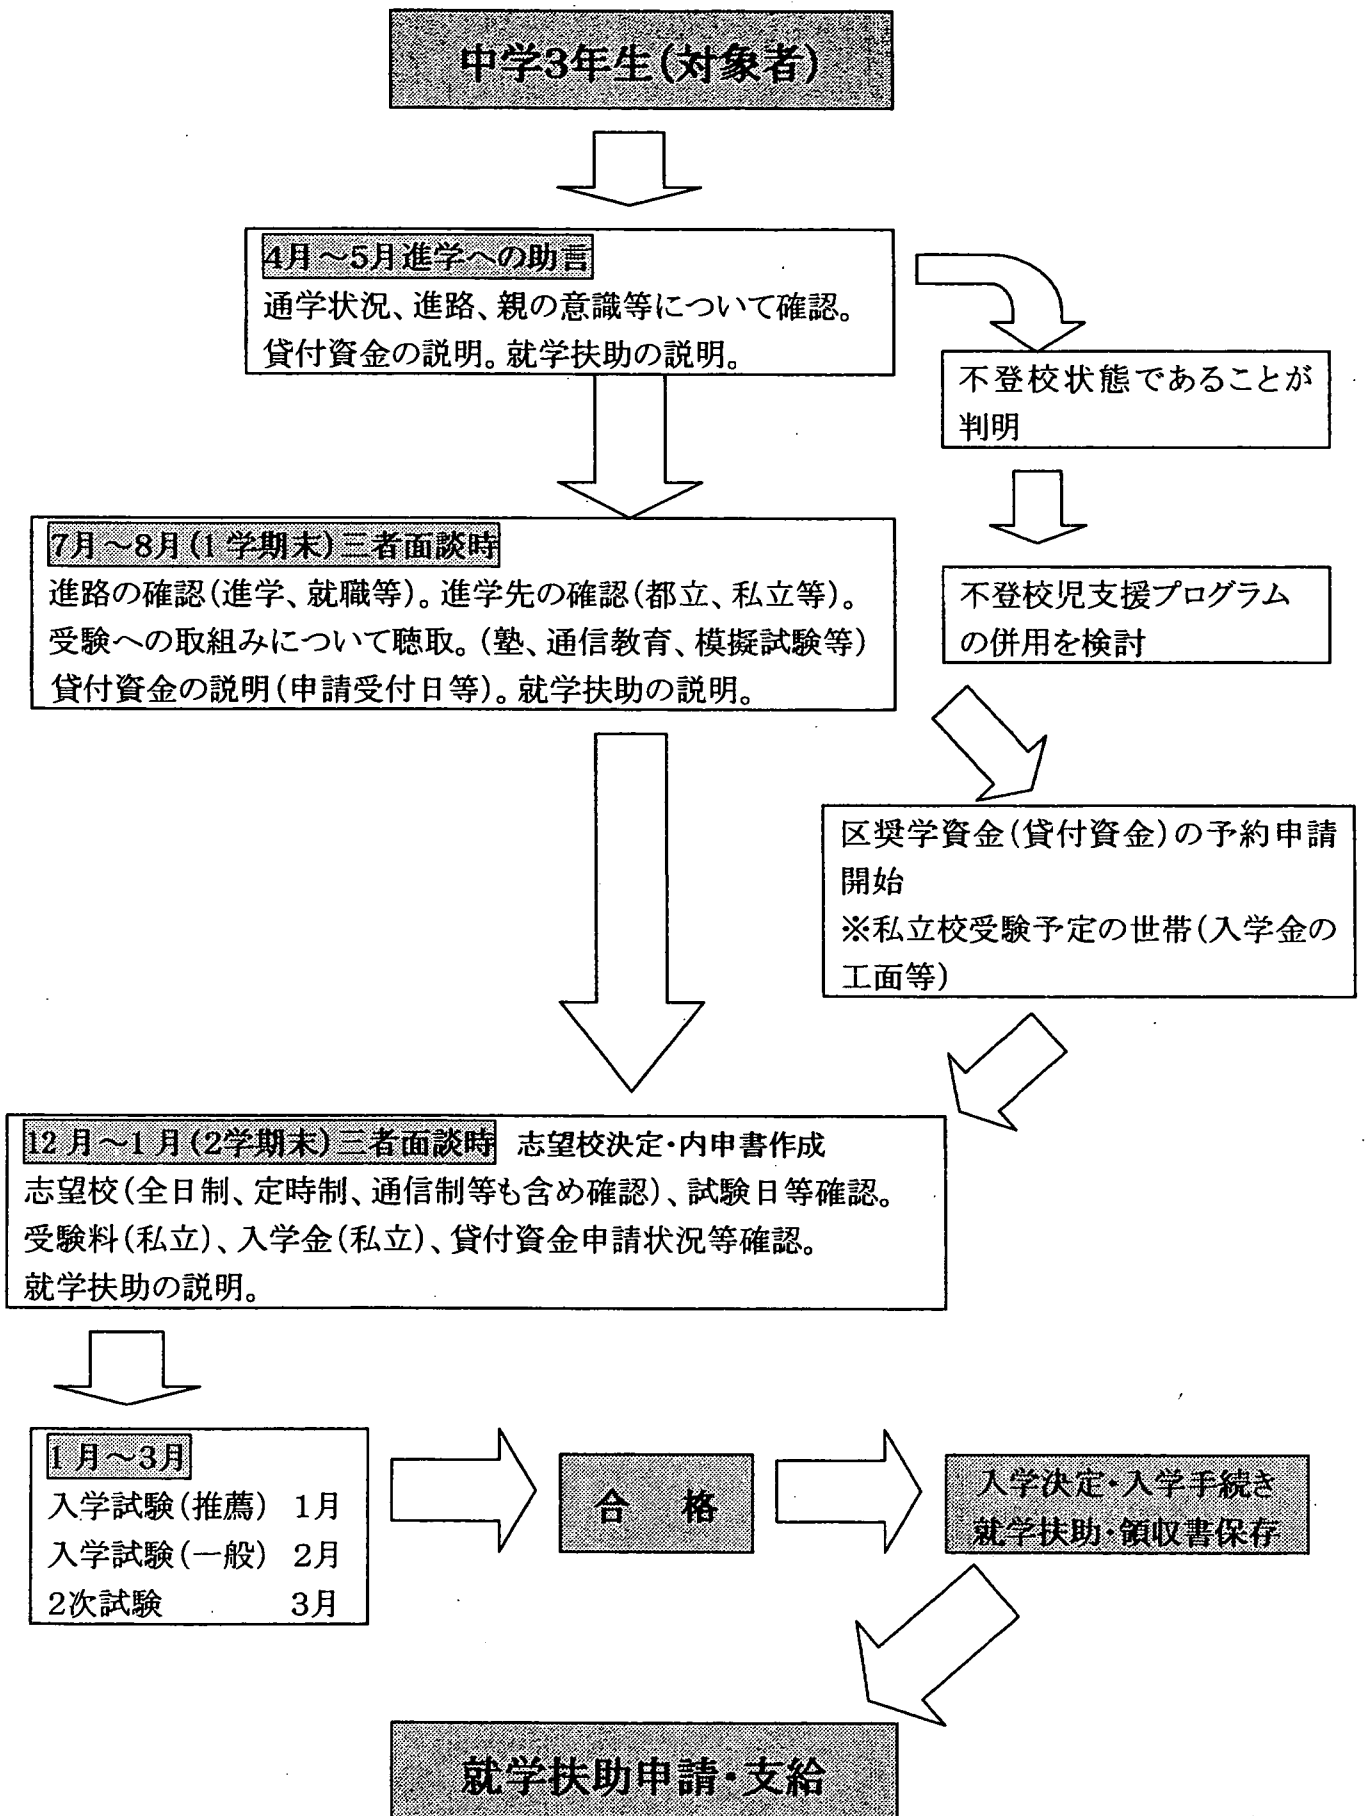 中学3年生(対象者)
4月～5月進学への助言
通学状況、進路、親の意識等について確認。
貸付資金の説明。就学扶助の説明。
不登校状態であることが
判明
7月～8月(1学期末)三者面談時
進路の確認(進学、就職等)。進学先の確認(都立、私立等)。
受験への取組みについて聴取。(塾、通信教育、模擬試験等)
貸付資金の説明(申請受付日等)。就学扶助の説明。
不登校児支援プログラム
の併用を検討
区奨学資金(貸付資金)の予約申請
開始
※私立校受験予定の世帯(入学金の
工面等)
12月～1月(2学期末)三者面談時 志望校決定・内申書作成
志望校(全日制、定時制、通信制等も含め確認)、試験日等確認。
受験料(私立)、入学金(私立)、貸付資金申請状況等確認。
就学扶助の説明。
1月～3月
入学試験(推薦) 1月
入学試験(一般) 2月
2次試験 3月
合 格
入学決定・入学手続き
就学扶助・領収書保存
就学扶助申請・支給